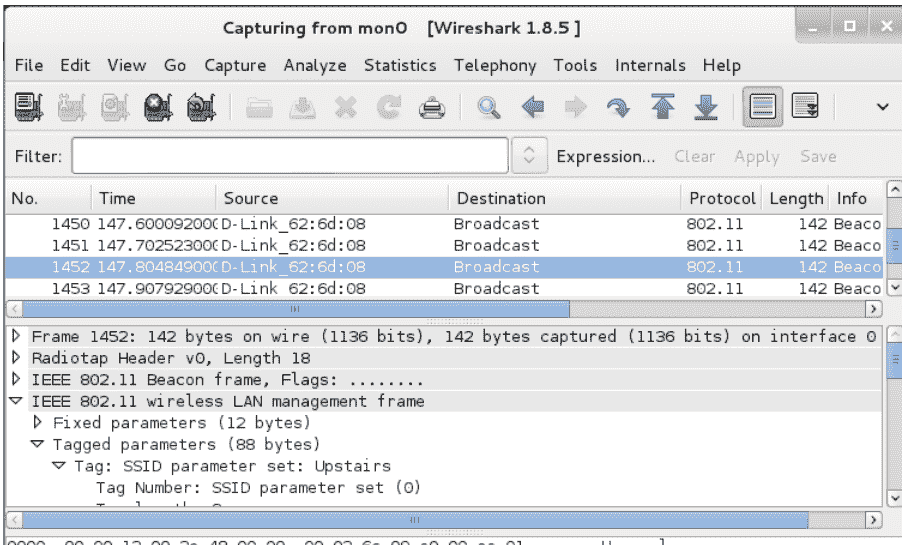 Capturing from mon0 [Wireshark 1.8.5 ]
File Edit View Go Capture Analyze Statistics Telephony Tools Internals Help
Filter: Expression... Clear Apply Save
No. Time Source Destination Protocol Length Info
1450 147.600092000 D-Link_62:6d:08 Broadcast 802.11 142 Beaco
1451 147.702523000 D-Link_62:6d:08 Broadcast 802.11 142 Beaco
1452 147.804849000 D-Link_62:6d:08 Broadcast 802.11 142 Beaco
1453 147.907929000 D-Link_62:6d:08 Broadcast 802.11 142 Beaco
Frame 1452: 142 bytes on wire (1136 bits), 142 bytes captured (1136 bits) on interface 0
Radiotap Header v0, Length 18
IEEE 802.11 Beacon frame, Flags: ........
IEEE 802.11 wireless LAN management frame
Fixed parameters (12 bytes)
Tagged parameters (88 bytes)
Tag: SSID parameter set: Upstairs
Tag Number: SSID parameter set (0)